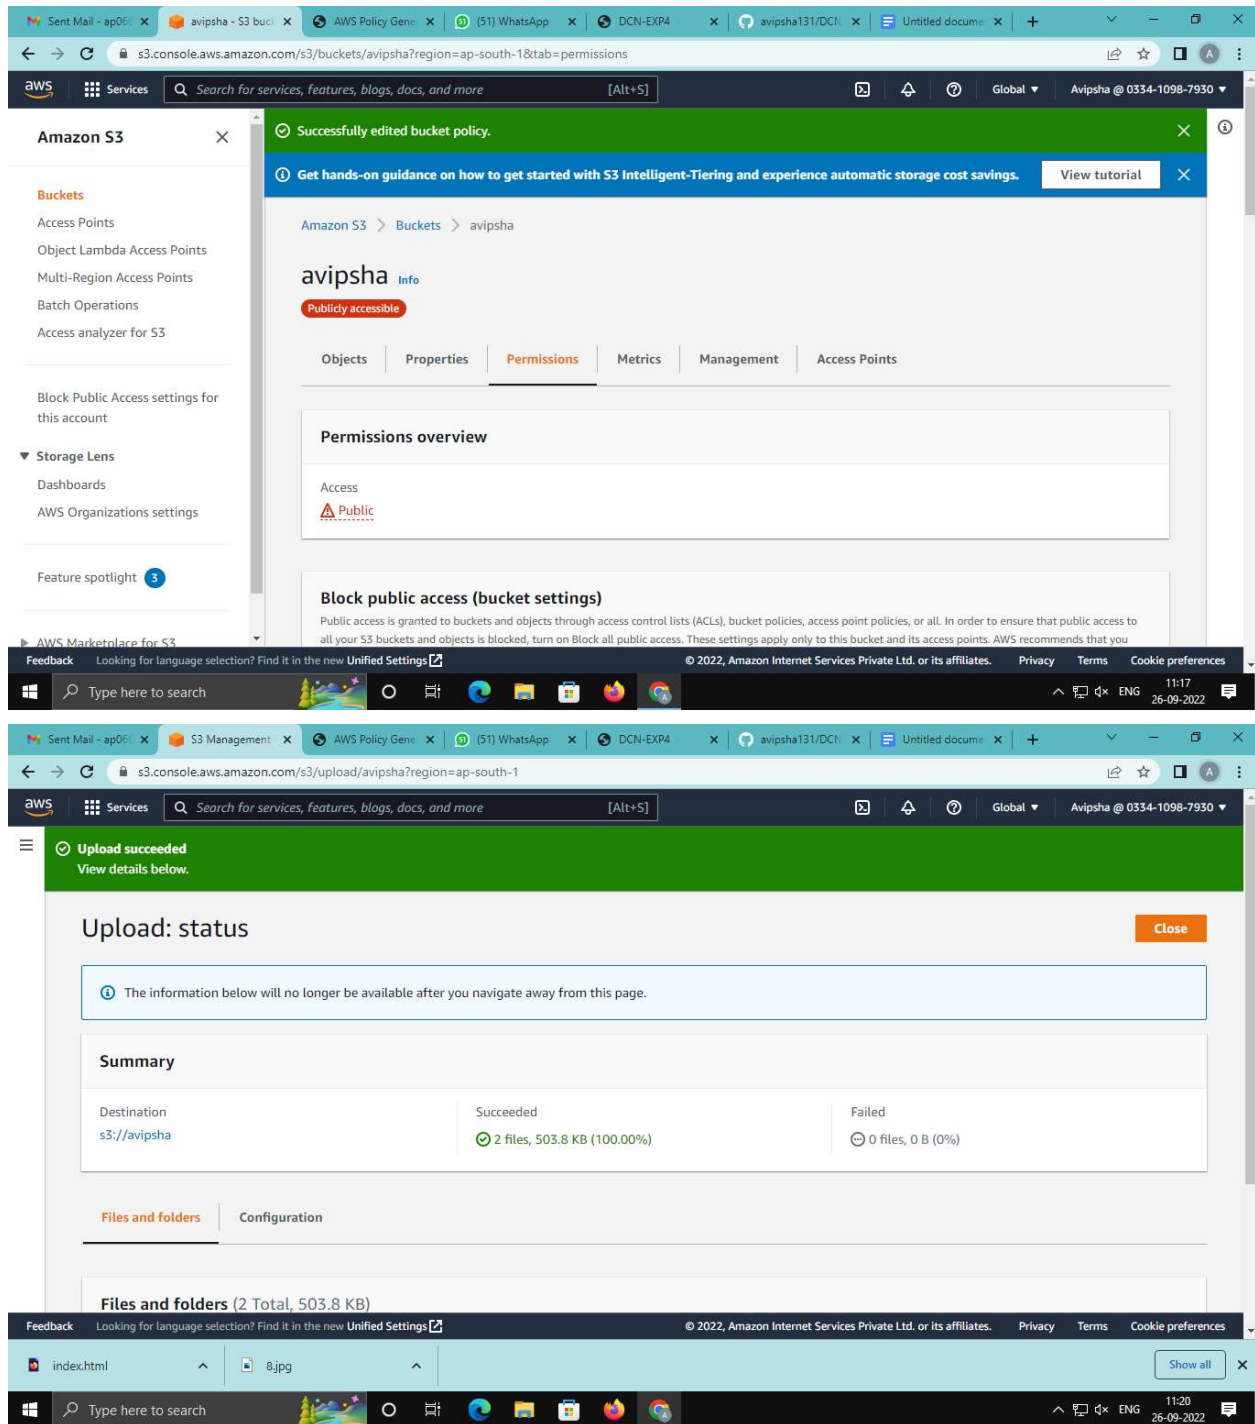 Sent Mail - ap06
avipsha - S3 buc
AWS Policy Gene
(51) WhatsApp
DCN-EXP4
avipsha131/DCN
Untitled docume
s3.console.aws.amazon.com/s3/buckets/avipsha?region=ap-south-1&tab=permissions
aws
Services
Search for services, features, blogs, docs, and more
[Alt+S]
Global
Avipsha @ 0334-1098-7930
Amazon S3
Buckets
Access Points
Object Lambda Access Points
Multi-Region Access Points
Batch Operations
Access analyzer for S3
Block Public Access settings for
this account
Storage Lens
Dashboards
AWS Organizations settings
Feature spotlight 3
AWS Marketplace for S3
Successfully edited bucket policy.
Get hands-on guidance on how to get started with S3 Intelligent-Tiering and experience automatic storage cost savings.
View tutorial
Amazon S3 > Buckets > avipsha
avipsha Info
Publicly accessible
Objects
Properties
Permissions
Metrics
Management
Access Points
Permissions overview
Access
Public
Block public access (bucket settings)
Public access is granted to buckets and objects through access control lists (ACLs), bucket policies, access point policies, or all. In order to ensure that public access to
all your S3 buckets and objects is blocked, turn on Block all public access. These settings apply only to this bucket and its access points. AWS recommends that you
Feedback
Looking for language selection? Find it in the new Unified Settings
© 2022, Amazon Internet Services Private Ltd. or its affiliates.
Privacy
Terms
Cookie preferences
Type here to search
ENG
11:17
26-09-2022
Sent Mail - ap06
S3 Management
AWS Policy Gene
(51) WhatsApp
DCN-EXP4
avipsha131/DCN
Untitled docume
s3.console.aws.amazon.com/s3/upload/avipsha?region=ap-south-1
aws
Services
Search for services, features, blogs, docs, and more
[Alt+S]
Global
Avipsha @ 0334-1098-7930
Upload succeeded
View details below.
Upload: status
Close
The information below will no longer be available after you navigate away from this page.
Summary
Destination
s3://avipsha
Succeeded
2 files, 503.8 KB (100.00%)
Failed
0 files, 0 B (0%)
Files and folders
Configuration
Files and folders (2 Total, 503.8 KB)
Feedback
Looking for language selection? Find it in the new Unified Settings
© 2022, Amazon Internet Services Private Ltd. or its affiliates.
Privacy
Terms
Cookie preferences
index.html
8.jpg
Show all
Type here to search
ENG
11:20
26-09-2022